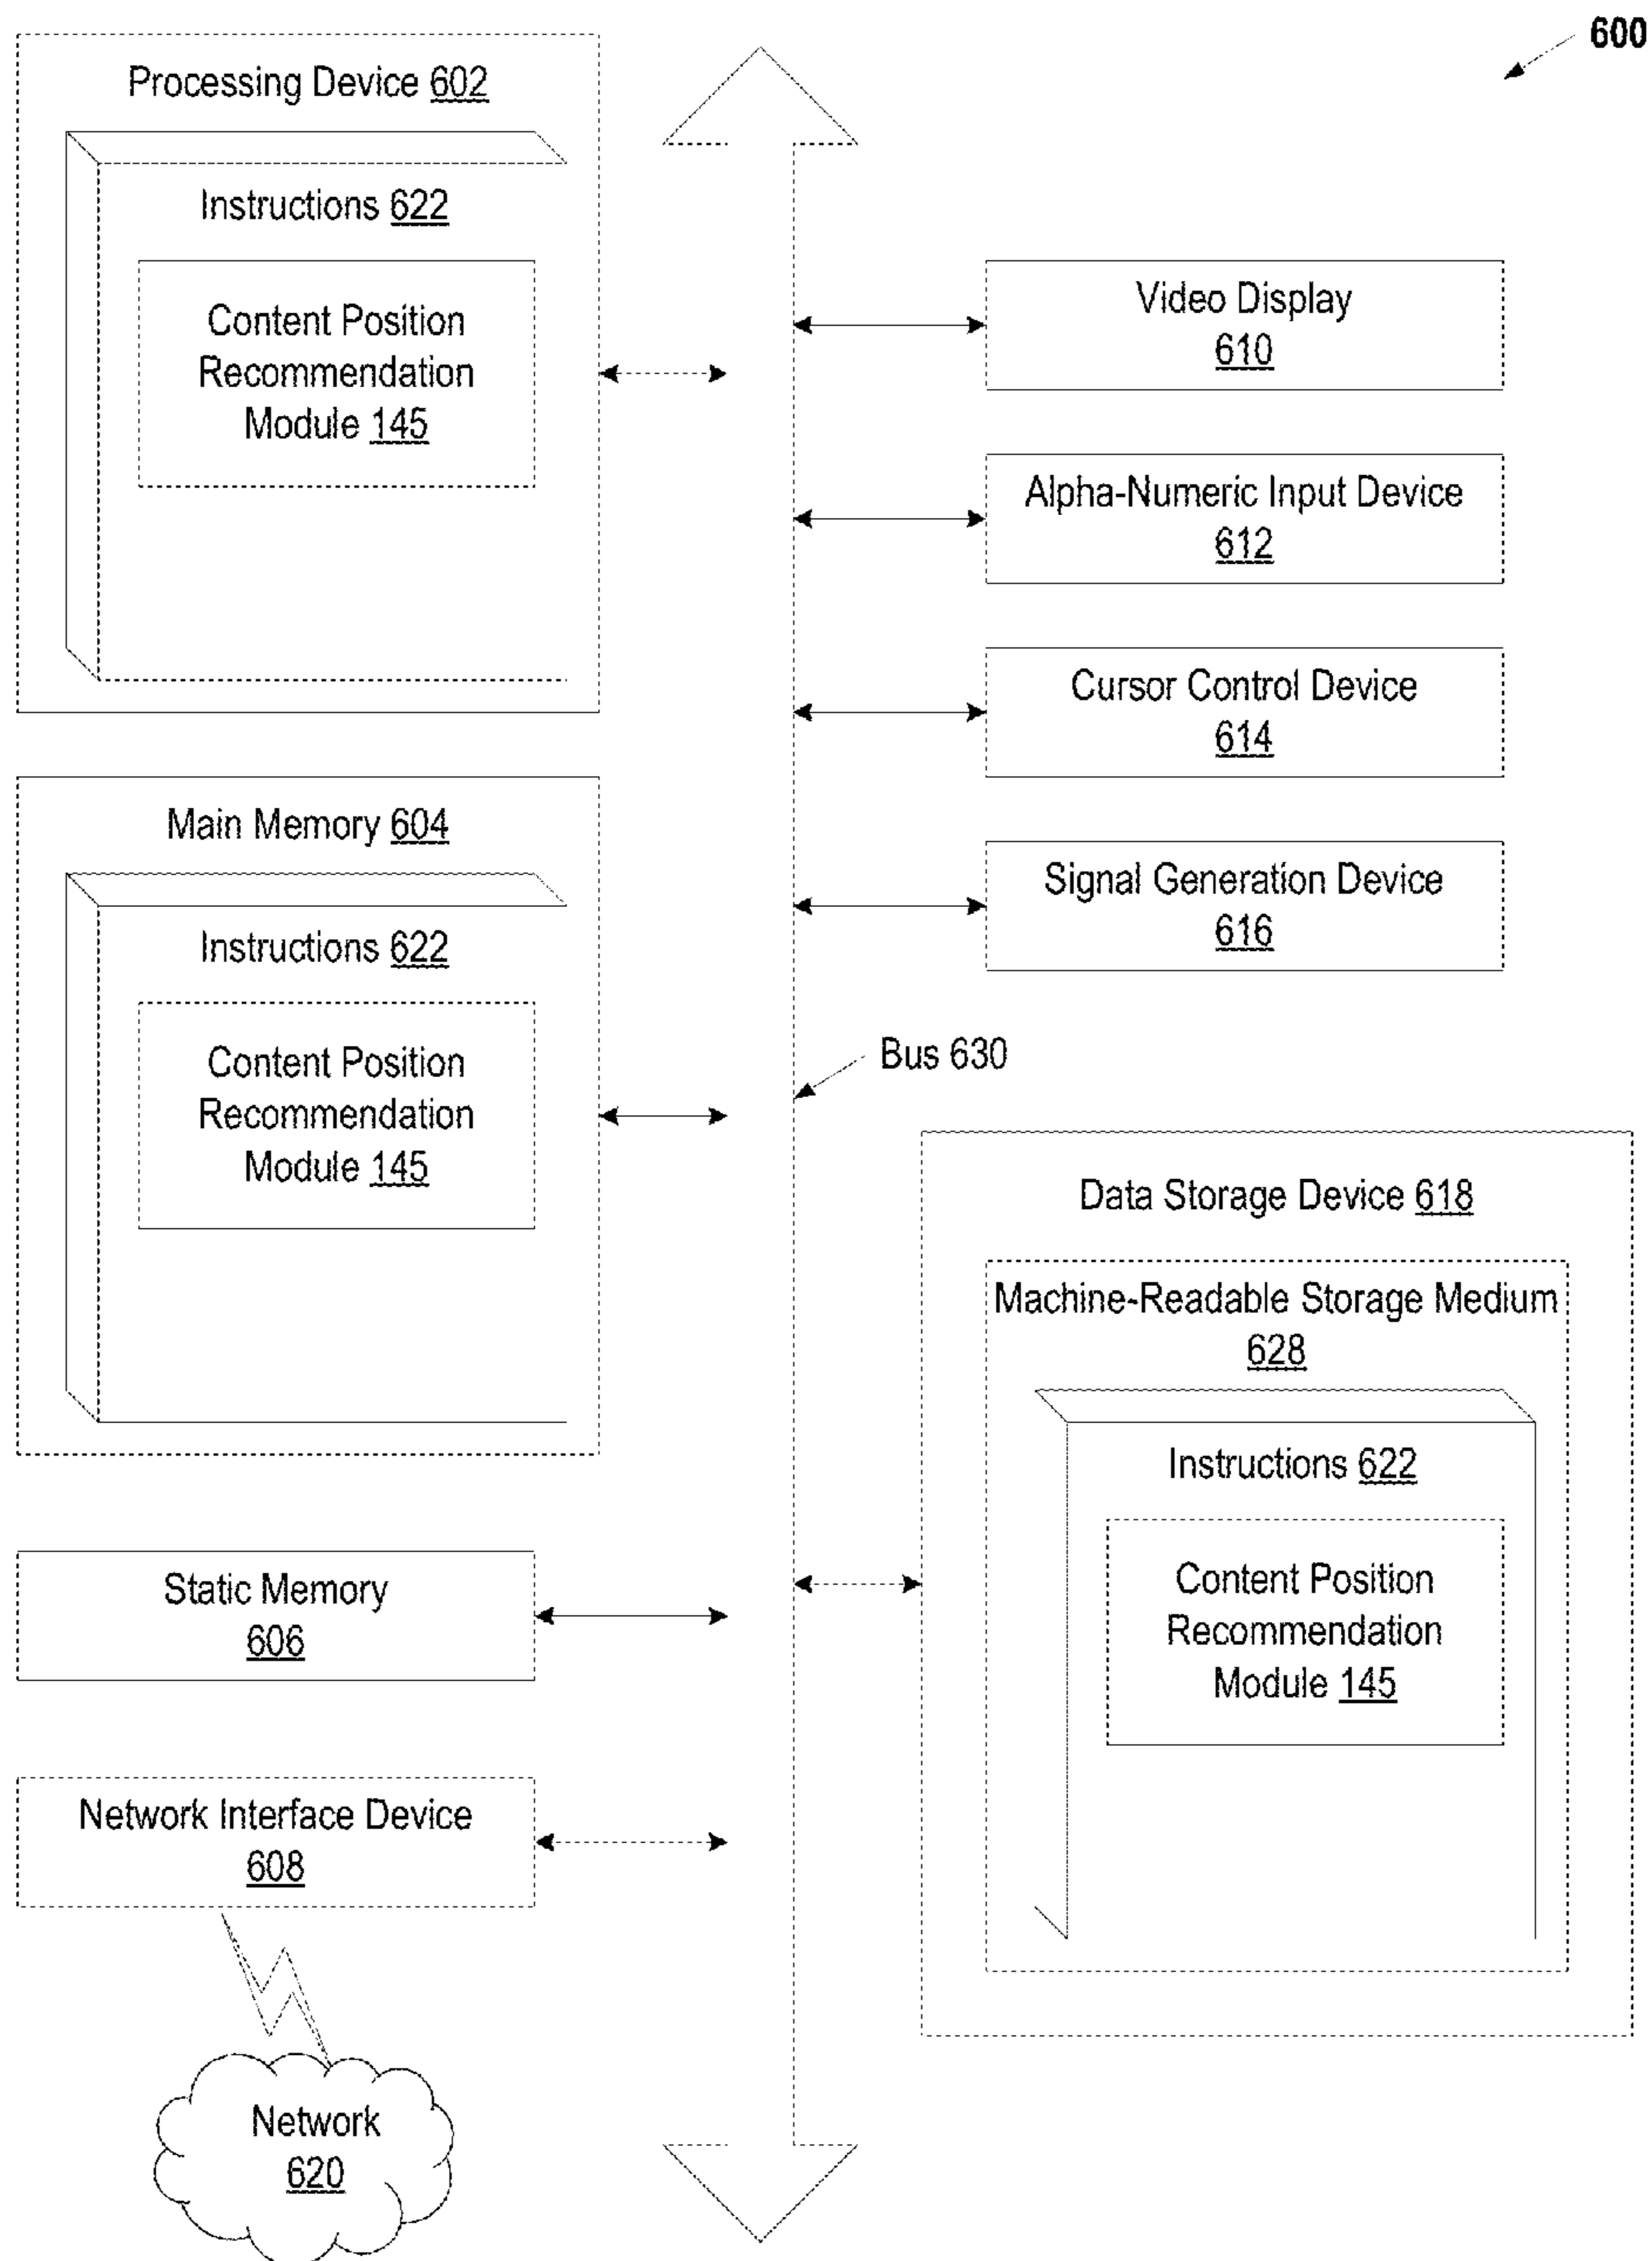 600
Processing Device 602
Instructions 622
Content Position
Recommendation
Module 145
Main Memory 604
Instructions 622
Content Position
Recommendation
Module 145
Static Memory
606
Network Interface Device
608
Network
620
Video Display
610
Alpha-Numeric Input Device
612
Cursor Control Device
614
Signal Generation Device
616
Bus 630
Data Storage Device 618
Machine-Readable Storage Medium
628
Instructions 622
Content Position
Recommendation
Module 145